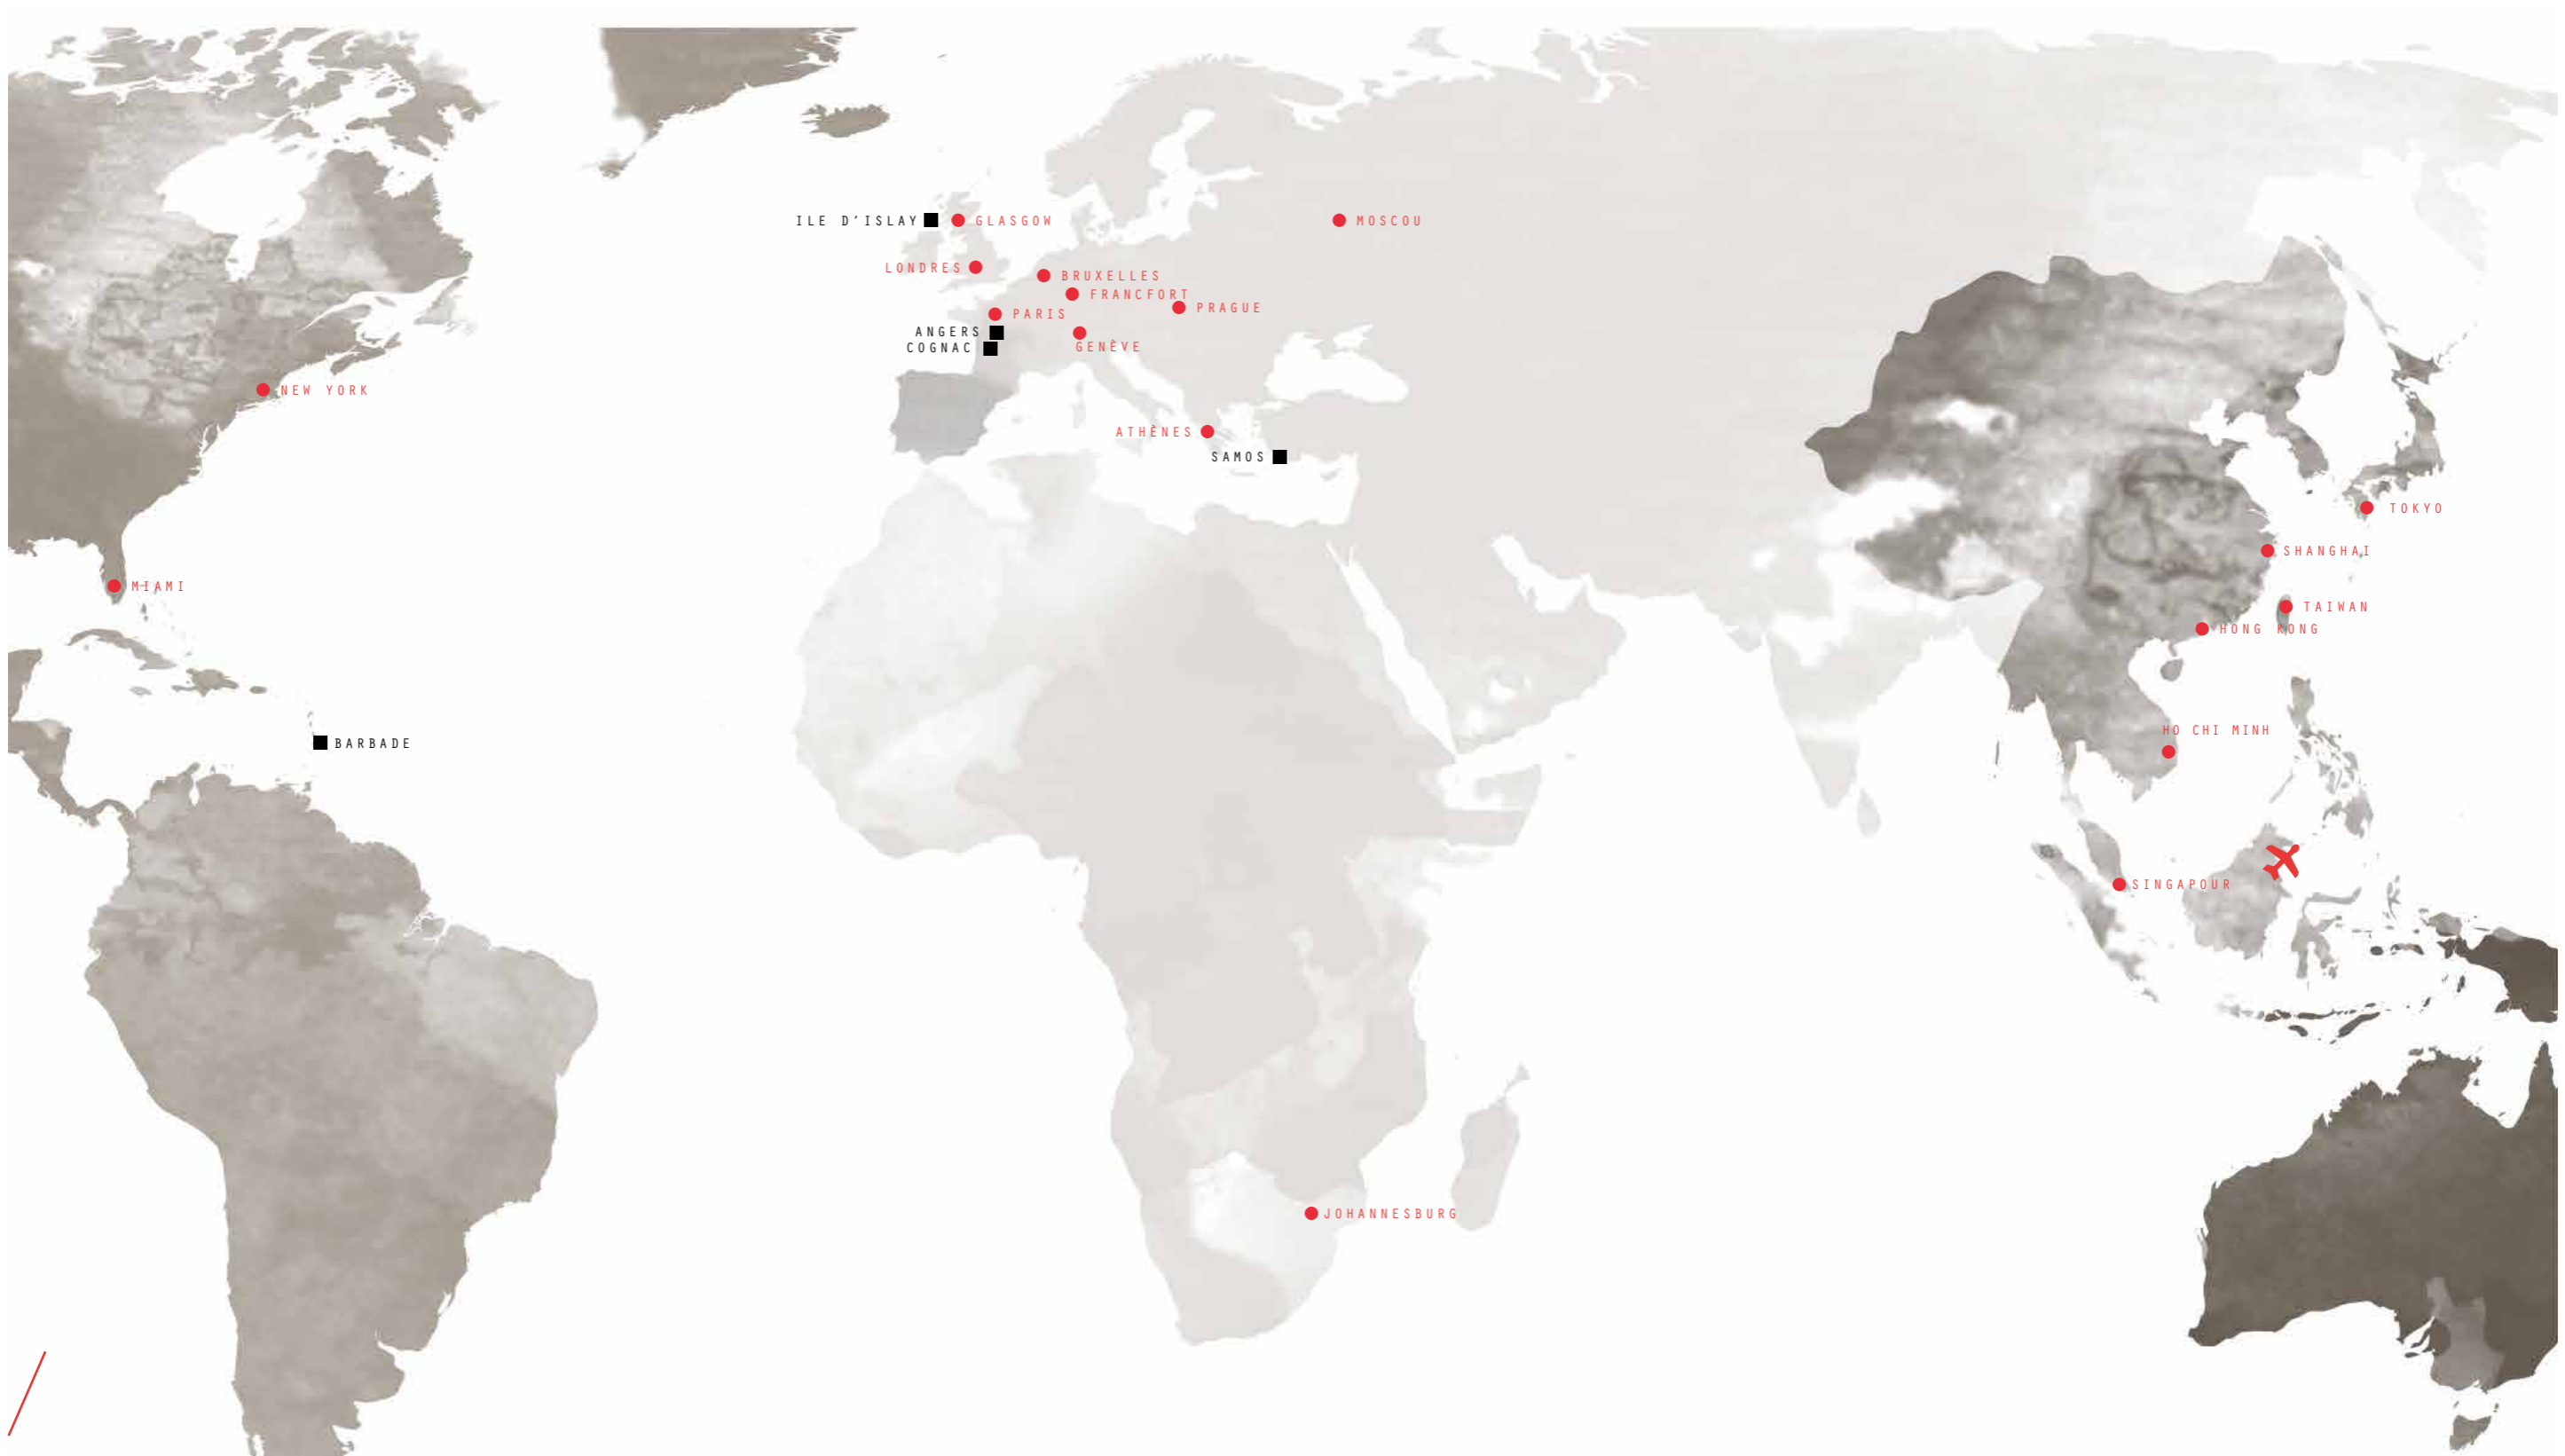 ILE D'ISLAY
GLASGOW
MOSCOU
LONDRES
BRUXELLES
FRANCFORT
PRAGUE
PARIS
ANGERS
GENÈVE
COGNAC
NEW YORK
ATHÈNES
SAMOS
TOKYO
SHANGHAI
MIAMI
TAIWAN
HONG KONG
HO CHI MINH
BARBADE
SINGAPOUR
JOHANNESBURG